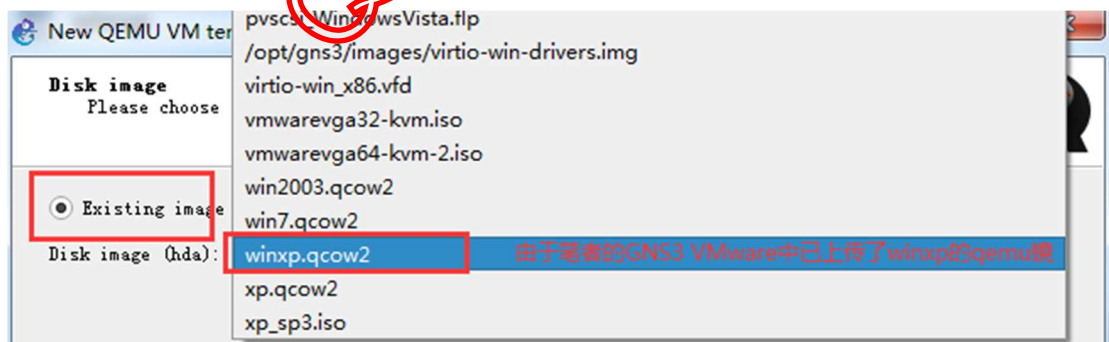 New QEMU VM ter
pvscsi_WindowsVista.flp
/opt/gns3/images/virtio-win-drivers.img
Disk image
virtio-win_x86.vfd
Please choose
vmwarevga32-kvm.iso
vmwarevga64-kvm-2.iso
win2003.qcow2
Existing image
win7.qcow2
Disk image (hda):
winxp.qcow2
由于笔者的GNS3 VMware中已上传了winxp的qemu镜
xp.qcow2
xp_sp3.iso